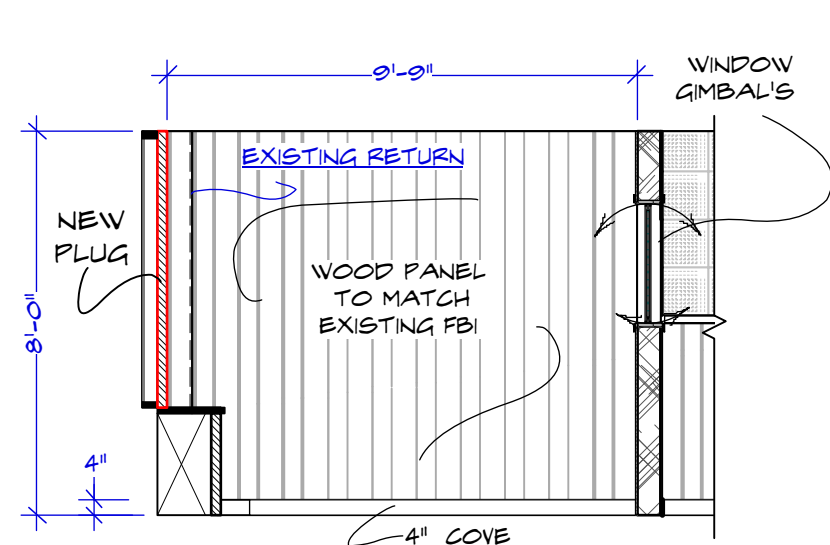 9'-9"
WINDOW
GIMBAL'S
EXISTING RETURN
NEW
PLUG
WOOD PANEL
TO MATCH
EXISTING FBI
8'-0"
4"
4" COVE